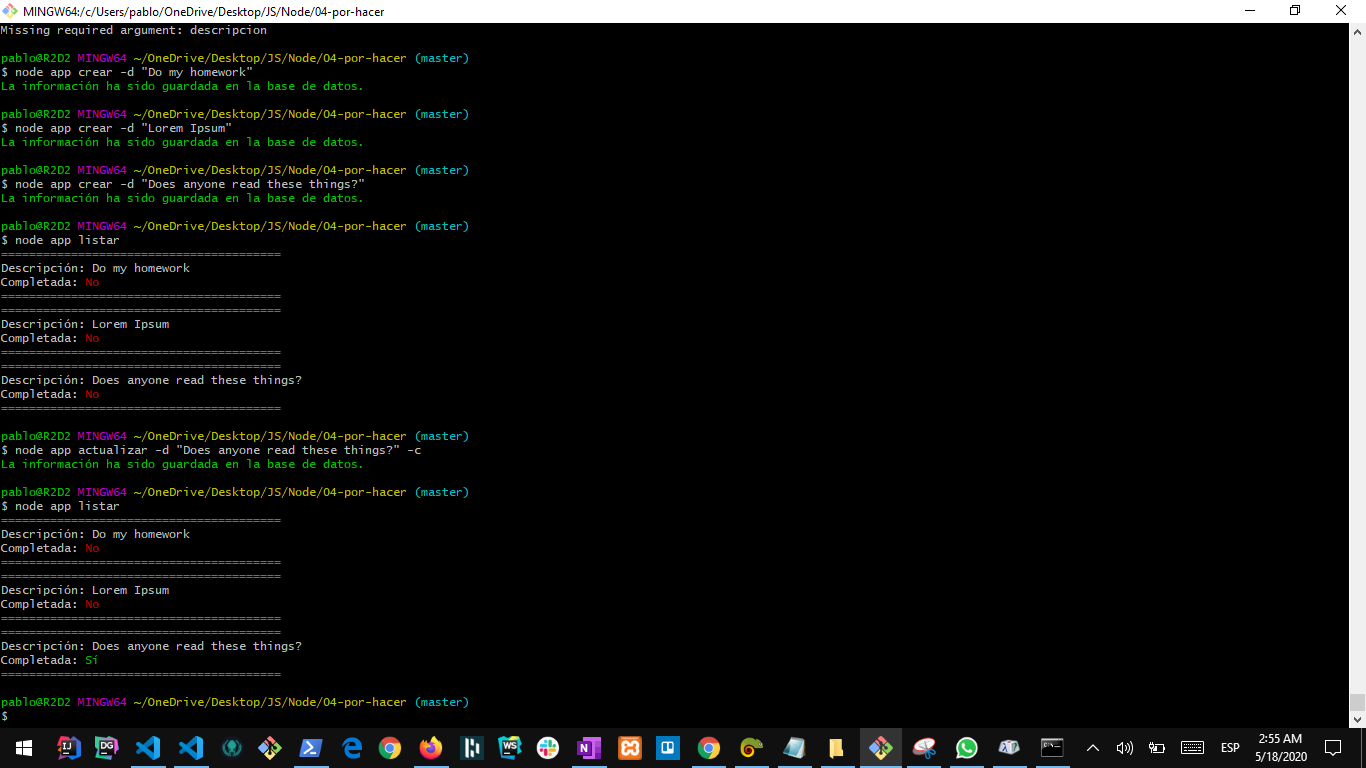 MINGW64:/c/Users/pablo/OneDrive/Desktop/JS/Node/04-por-hacer
Missing required argument: descripcion
pablo@R2D2 MINGW64 ~/OneDrive/Desktop/JS/Node/04-por-hacer (master)
$ node app crear -d "Do my homework"
La información ha sido guardada en la base de datos.
pablo@R2D2 MINGW64 ~/OneDrive/Desktop/JS/Node/04-por-hacer (master)
$ node app crear -d "Lorem Ipsum"
La información ha sido guardada en la base de datos.
pablo@R2D2 MINGW64 ~/OneDrive/Desktop/JS/Node/04-por-hacer (master)
$ node app crear -d "Does anyone read these things?"
La información ha sido guardada en la base de datos.
pablo@R2D2 MINGW64 ~/OneDrive/Desktop/JS/Node/04-por-hacer (master)
$ node app listar
========================================
Descripción: Do my homework
Completada: No
========================================
========================================
Descripción: Lorem Ipsum
Completada: No
========================================
========================================
Descripción: Does anyone read these things?
Completada: No
========================================
pablo@R2D2 MINGW64 ~/OneDrive/Desktop/JS/Node/04-por-hacer (master)
$ node app actualizar -d "Does anyone read these things?" -c
La información ha sido guardada en la base de datos.
pablo@R2D2 MINGW64 ~/OneDrive/Desktop/JS/Node/04-por-hacer (master)
$ node app listar
========================================
Descripción: Do my homework
Completada: No
========================================
========================================
Descripción: Lorem Ipsum
Completada: No
========================================
========================================
Descripción: Does anyone read these things?
Completada: Sí
========================================
pablo@R2D2 MINGW64 ~/OneDrive/Desktop/JS/Node/04-por-hacer (master)
$
IJ DG WS N ESP 2:55 AM
5/18/2020